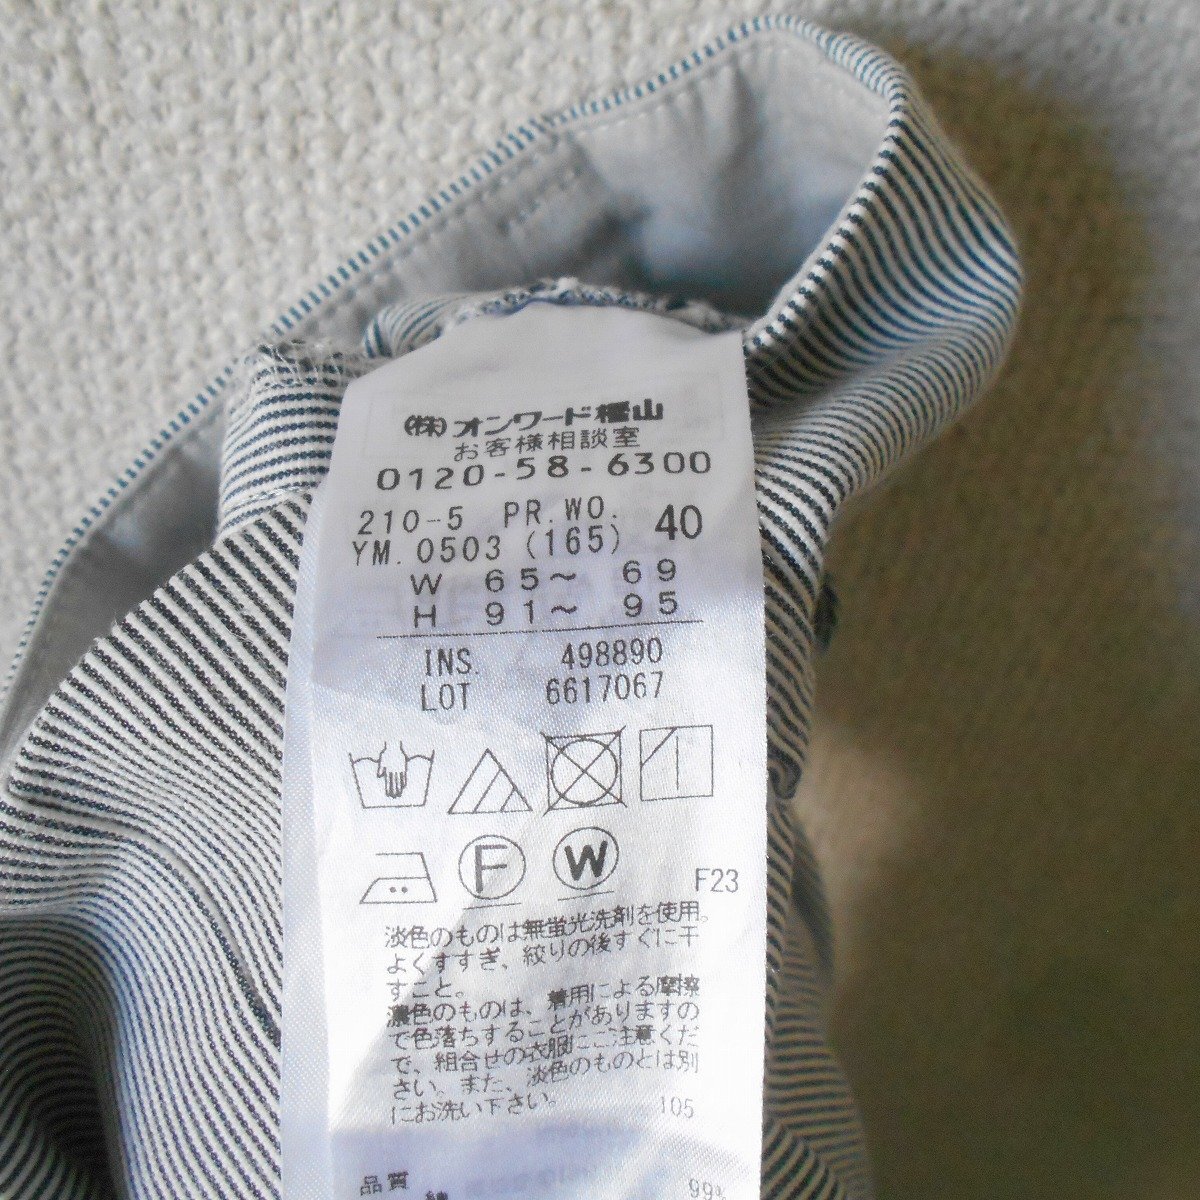 (株)オンワード樫山
お客様相談室
0120-58-6300
210-5 PR.WO. 40
YM.0503 (165)
W 65～ 69
H 91～ 95
INS. 498890
LOT 6617067
F W F23
淡色のものは無蛍光洗剤を使用。
よくすすぎ、絞りの後すぐに干
すこと。
濃色のものは、着用による摩擦
で色落ちすることがありますの
で、組合せの衣服にご注意くだ
さい。また、淡色のものとは別
にお洗い下さい。
105
品質
綿 99%